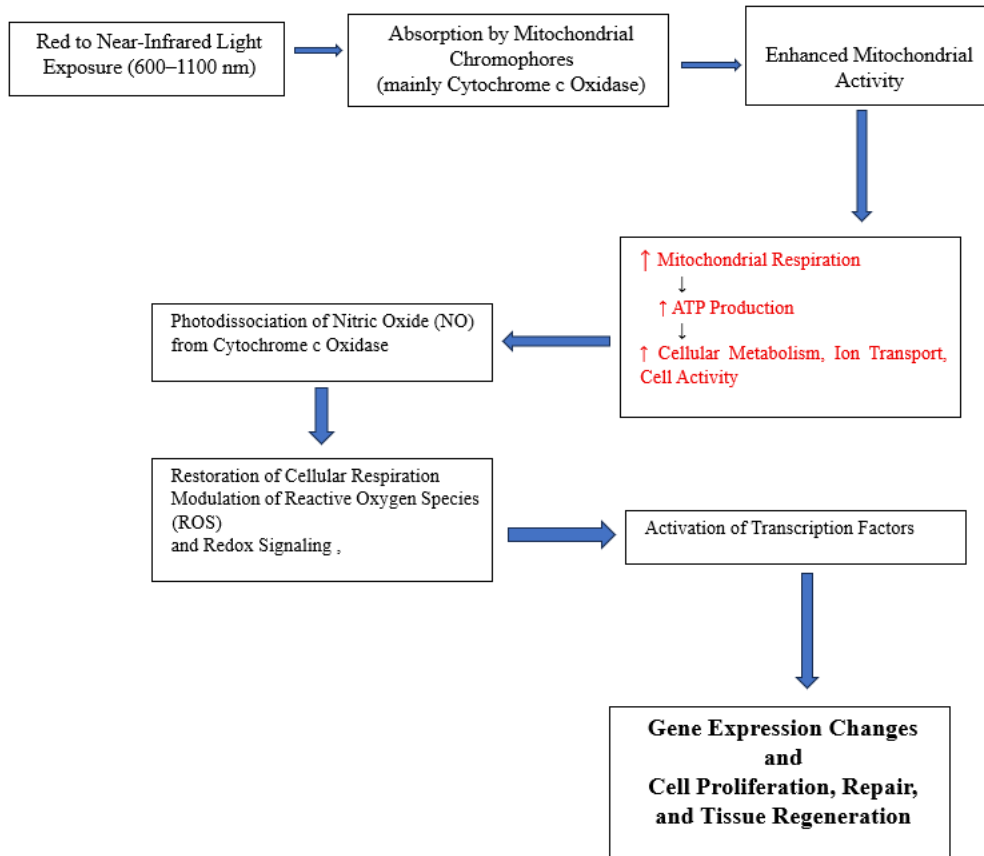 Red to Near-Infrared Light
Exposure (600–1100 nm)
Absorption by Mitochondrial
Chromophores
(mainly Cytochrome c Oxidase)
Enhanced Mitochondrial
Activity
↑ Mitochondrial Respiration
↓
↑ ATP Production
↓
↑ Cellular Metabolism, Ion Transport,
Cell Activity
Photodissociation of Nitric Oxide (NO)
from Cytochrome c Oxidase
Restoration of Cellular Respiration
Modulation of Reactive Oxygen Species
(ROS)
and Redox Signaling ,
Activation of Transcription Factors
Gene Expression Changes
and
Cell Proliferation, Repair,
and Tissue Regeneration